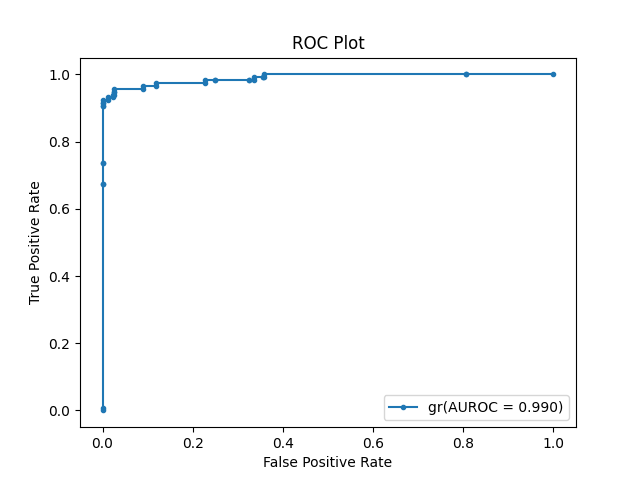 ROC Plot
True Positive Rate
1.0
0.8
0.6
0.4
0.2
0.0
gr(AUROC = 0.990)
0.0 0.2 0.4 0.6 0.8 1.0
False Positive Rate